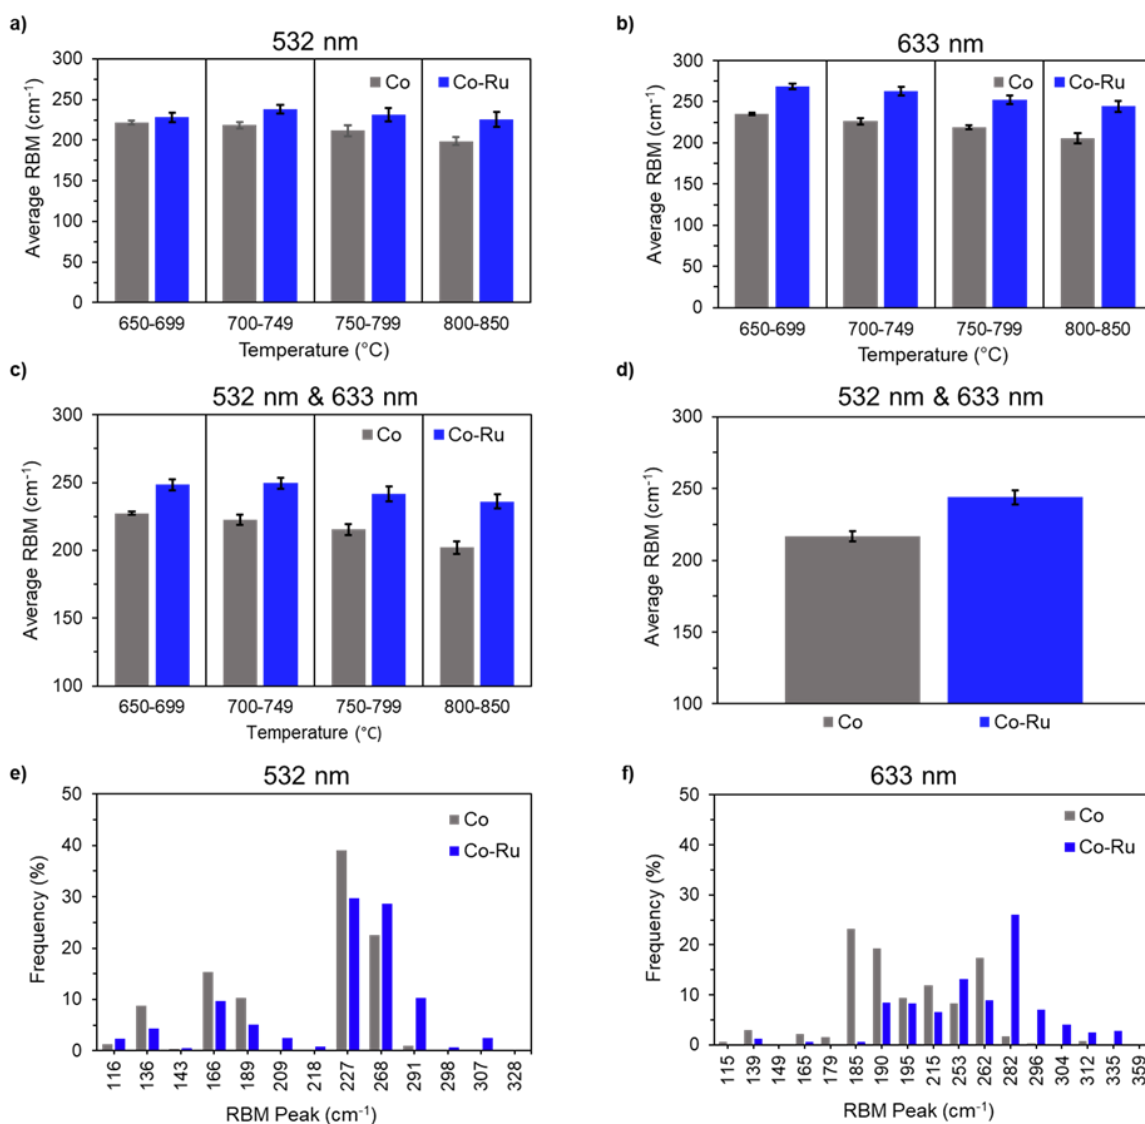 a)
532 nm
300
250
200
150
100
50
0
Average RBM (cm⁻¹)
Co
Co-Ru
650-699
700-749
750-799
800-850
Temperature (°C)
b)
633 nm
300
250
200
150
100
50
0
Average RBM (cm⁻¹)
Co
Co-Ru
650-699
700-749
750-799
800-850
Temperature (°C)
c)
532 nm & 633 nm
300
250
200
150
100
Average RBM (cm⁻¹)
Co
Co-Ru
650-699
700-749
750-799
800-850
Temperature (°C)
d)
532 nm & 633 nm
300
250
200
150
100
Average RBM (cm⁻¹)
Co
Co-Ru
e)
532 nm
50
40
30
20
10
0
Frequency (%)
Co
Co-Ru
116
136
143
166
189
209
218
227
268
291
298
307
328
RBM Peak (cm⁻¹)
f)
633 nm
50
40
30
20
10
0
Frequency (%)
Co
Co-Ru
115
139
149
165
179
185
190
195
215
253
262
282
296
304
312
335
359
RBM Peak (cm⁻¹)